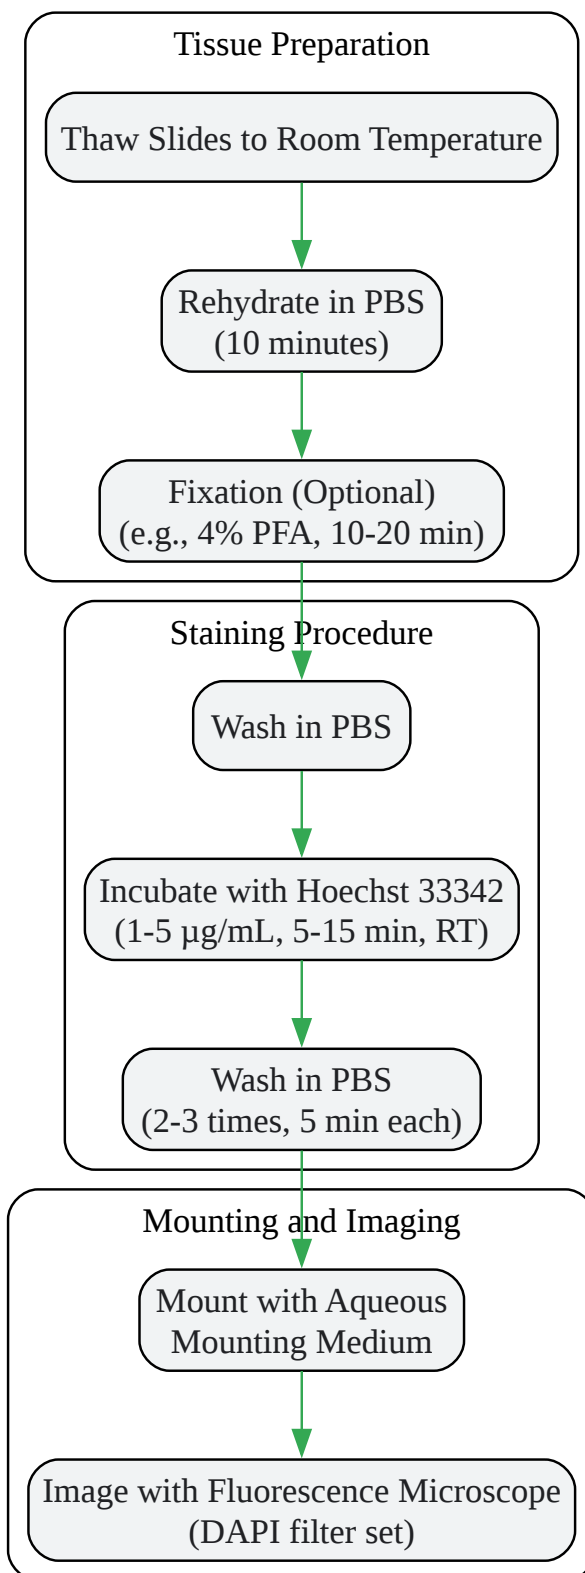 Tissue Preparation
Thaw Slides to Room Temperature
Rehydrate in PBS
(10 minutes)
Fixation (Optional)
(e.g., 4% PFA, 10-20 min)
Staining Procedure
Wash in PBS
Incubate with Hoechst 33342
(1-5 µg/mL, 5-15 min, RT)
Wash in PBS
(2-3 times, 5 min each)
Mounting and Imaging
Mount with Aqueous
Mounting Medium
Image with Fluorescence Microscope
(DAPI filter set)